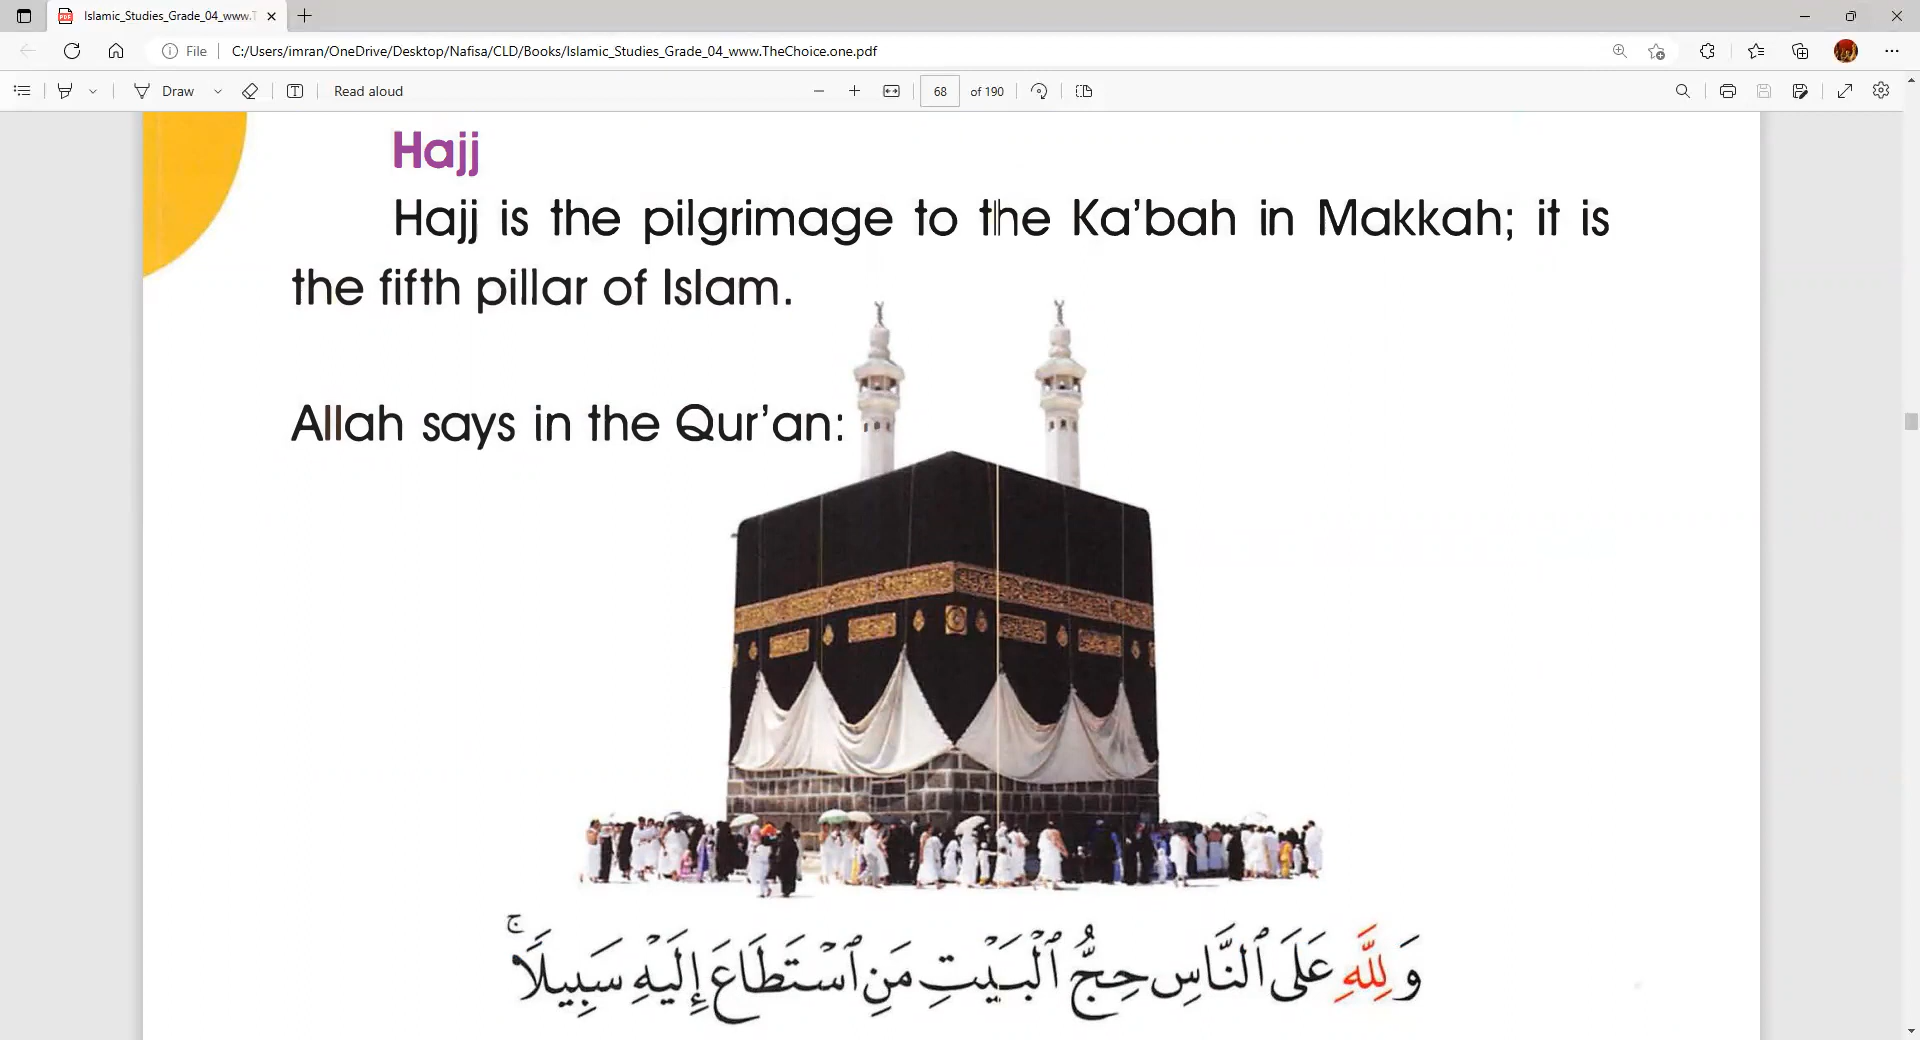 Islamic_Studies_Grade_04_www.T
File C:/Users/imran/OneDrive/Desktop/Nafisa/CLD/Books/Islamic_Studies_Grade_04_www.TheChoice.one.pdf
Draw Read aloud 68 of 190
Hajj
Hajj is the pilgrimage to the Ka'bah in Makkah; it is
the fifth pillar of Islam.
Allah says in the Qur'an:
وَلِلَّهِ عَلَى ٱلنَّاسِ حِجُّ ٱلْبَيْتِ مَنِ ٱسْتَطَاعَ إِلَيْهِ سَبِيلًا ۚ